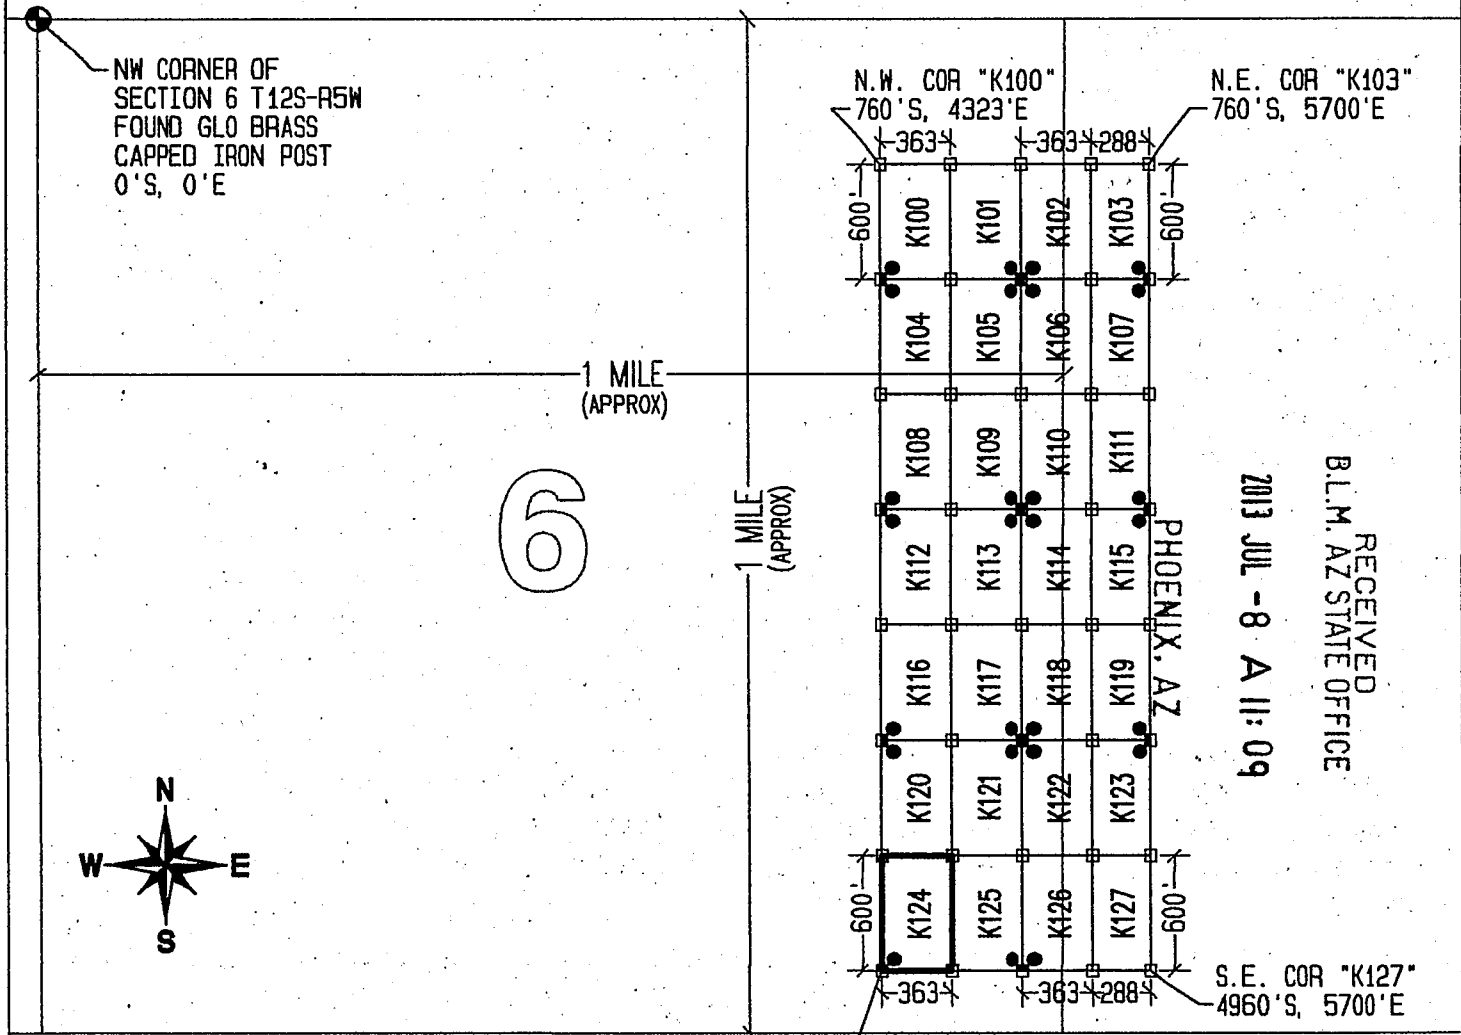 NW CORNER OF
SECTION 6 T12S-R5W
FOUND GLO BRASS
CAPPED IRON POST
0'S, 0'E
N.W. COR "K100"
760'S, 4323'E
N.E. COR "K103"
760'S, 5700'E
363
363
288
600'
600'
K100
K101
K102
K103
K104
K105
K106
K107
1 MILE
(APPROX)
K108
K109
K110
K111
6
1 MILE
(APPROX)
K112
K113
K114
K115
RECEIVED
B.L.M. AZ STATE OFFICE
2013 JUL -8 A 11: 09
PHOENIX, AZ
K116
K117
K118
K119
K120
K121
K122
K123
N
W
E
S
600'
600'
K124
K125
K126
K127
363
363
288
S.E. COR "K127"
4960'S, 5700'E